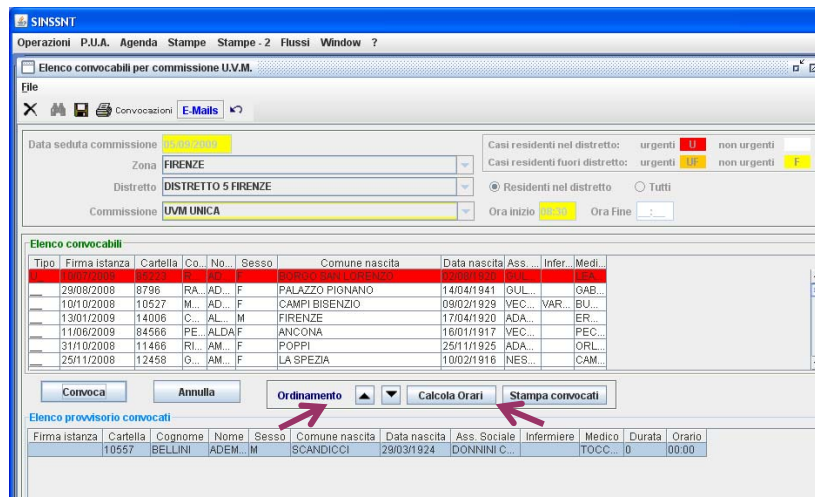 SINSSNT
Operazioni P.U.A. Agenda Stampe Stampe - 2 Flussi Window ?
Elenco convocabili per commissione U.V.M.
File
Convocazioni E-Mails
Data seduta commissione 05/09/2009 Casi residenti nel distretto: urgenti U non urgenti
Zona FIRENZE Casi residenti fuori distretto: urgenti UF non urgenti F
Distretto DISTRETTO 5 FIRENZE Residenti nel distretto Tutti
Commissione UVM UNICA Ora inizio 08:30 Ora Fine __:__
Elenco convocabili
Tipo Firma istanza Cartella Co... No... Sesso Comune nascita Data nascita Ass. ... Infer... Medi...
U_ 10/07/2009 85223 R... AD... F BORGO SAN LORENZO 02/08/1920 GUL... LEA...
__ 29/08/2008 8796 RA... AD... F PALAZZO PIGNANO 14/04/1941 GUL... GAB...
__ 10/10/2008 10527 M... AD... F CAMPI BISENZIO 09/02/1929 VEC... VAR... BU...
__ 13/01/2009 14006 C... AL... M FIRENZE 17/04/1920 ADA... ER...
__ 11/06/2009 84566 PE... ALDA F ANCONA 16/01/1917 VEC... PEC...
__ 31/10/2008 11466 RI... AM... F POPPI 25/11/1925 ADA... ORL...
__ 25/11/2008 12458 G... AM... F LA SPEZIA 10/02/1916 NES... CAM...
Convoca Annulla Ordinamento Calcola Orari Stampa convocati
Elenco provvisorio convocati
Firma istanza Cartella Cognome Nome Sesso Comune nascita Data nascita Ass. Sociale Infermiere Medico Durata Orario
10557 BELLINI ADEM... M SCANDICCI 29/03/1924 DONNINI C... TOCC... 0 00:00